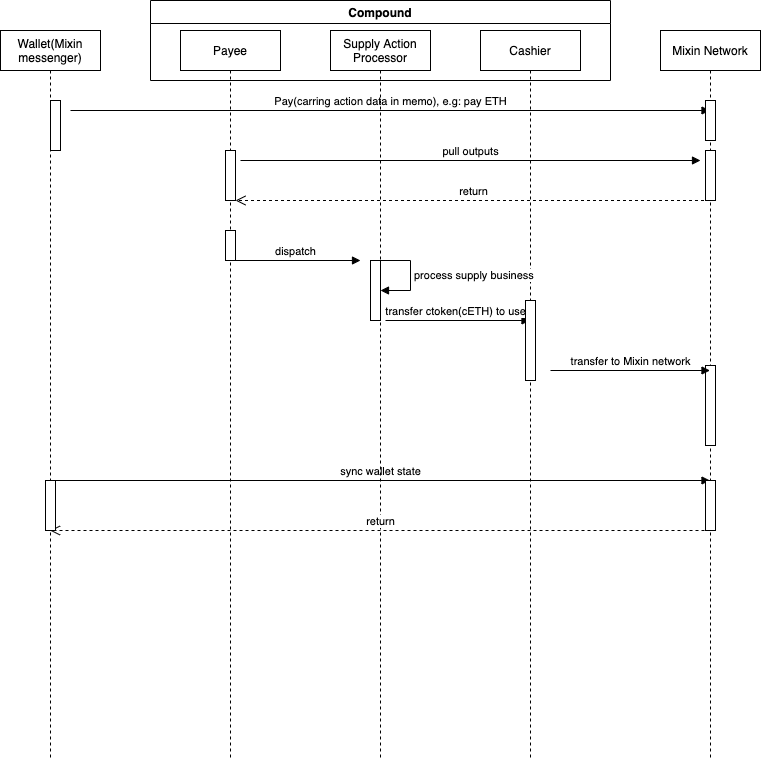 Compound
Wallet(Mixin
messenger)
Payee
Supply Action
Processor
Cashier
Mixin Network
Pay(carring action data in memo), e.g: pay ETH
pull outputs
return
dispatch
process supply business
transfer ctoken(cETH) to use
transfer to Mixin network
sync wallet state
return